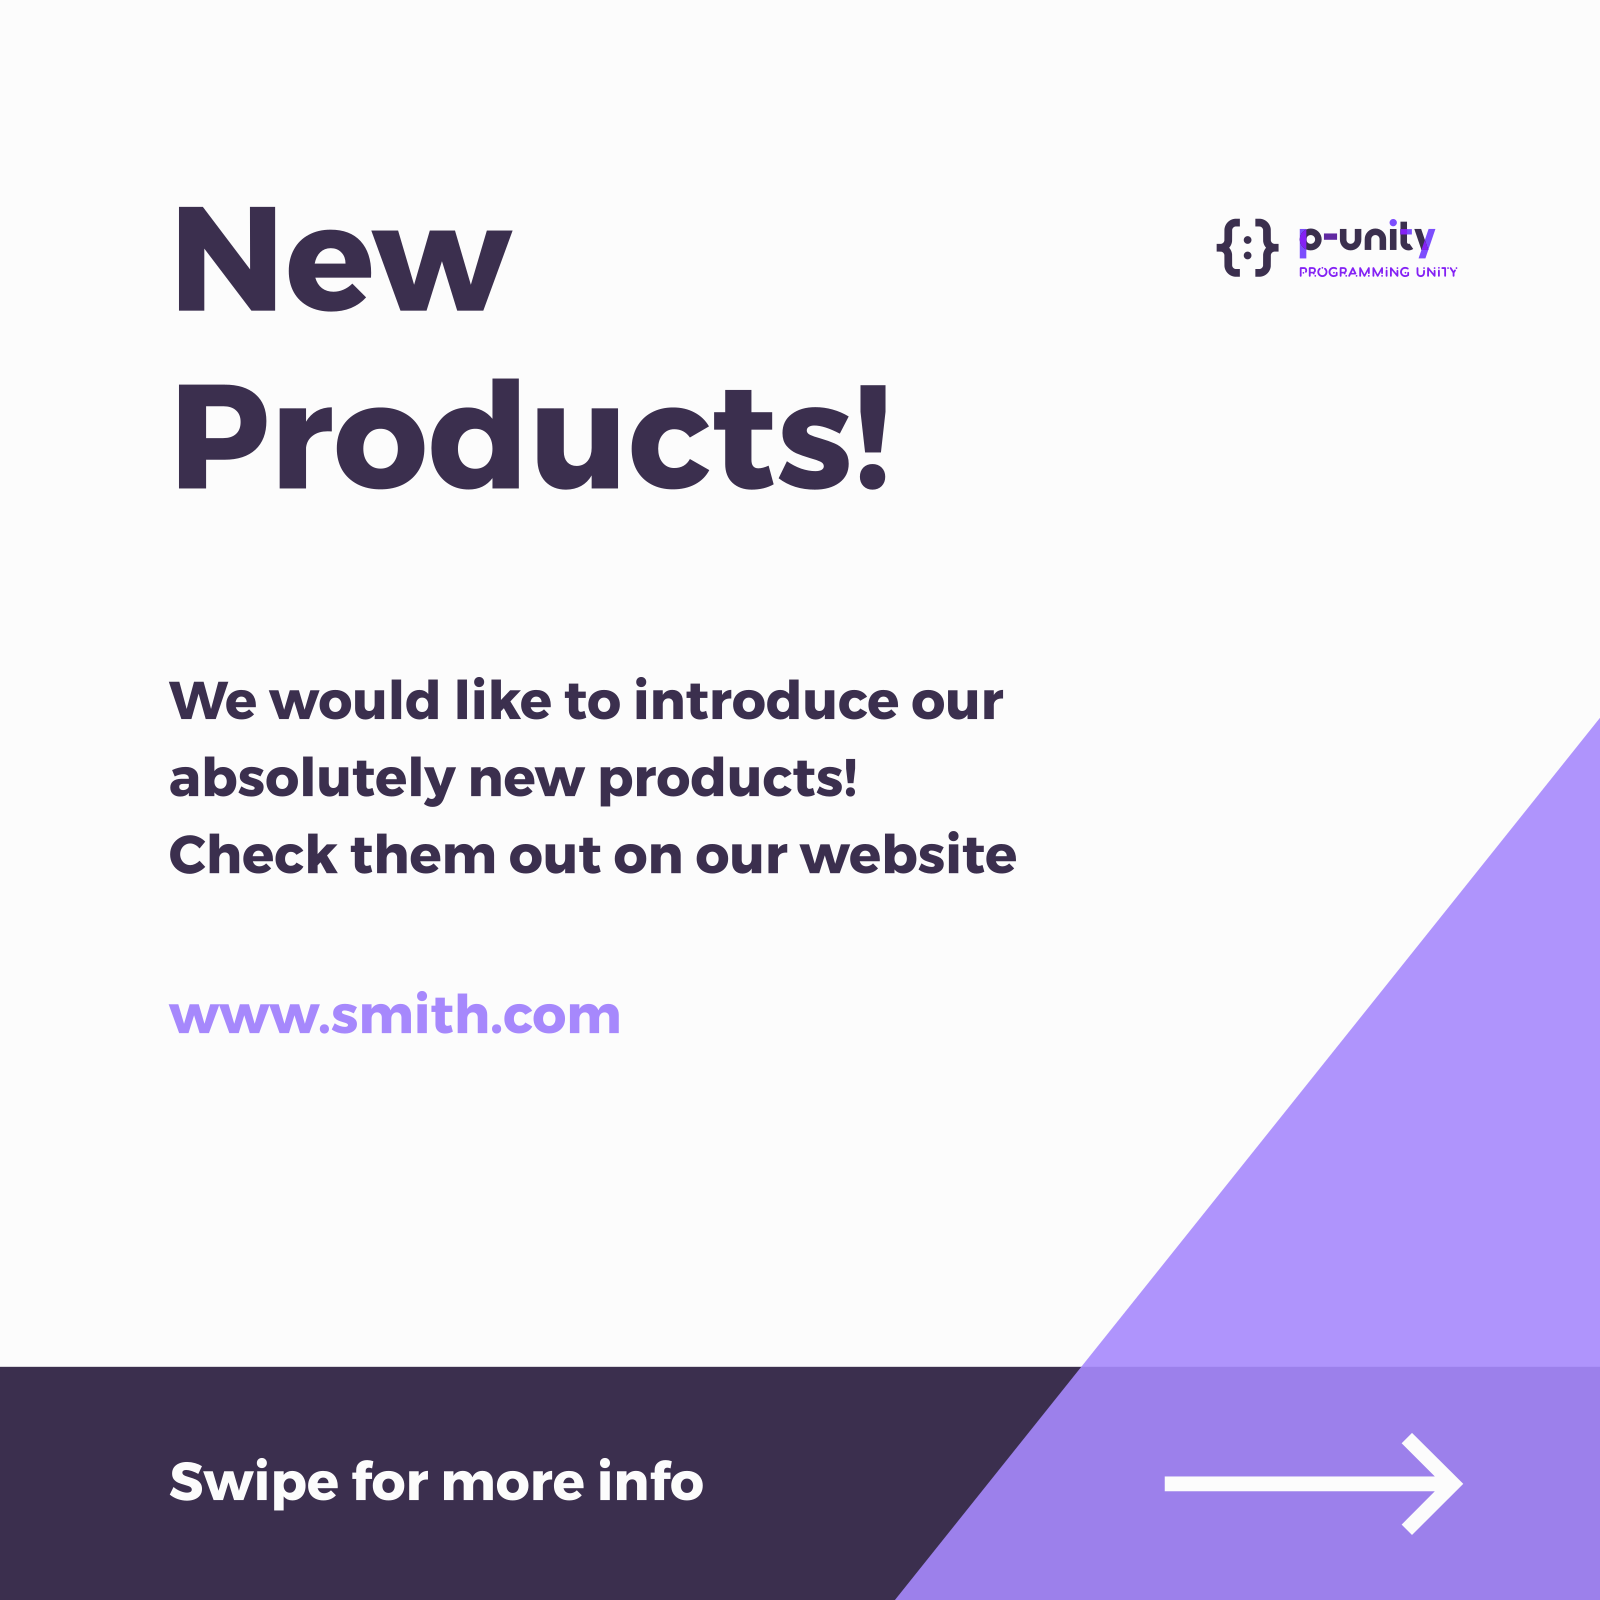 New
Products!
{:} p-unity
PROGRAMMING UNITY
We would like to introduce our
absolutely new products!
Check them out on our website
www.smith.com
Swipe for more info